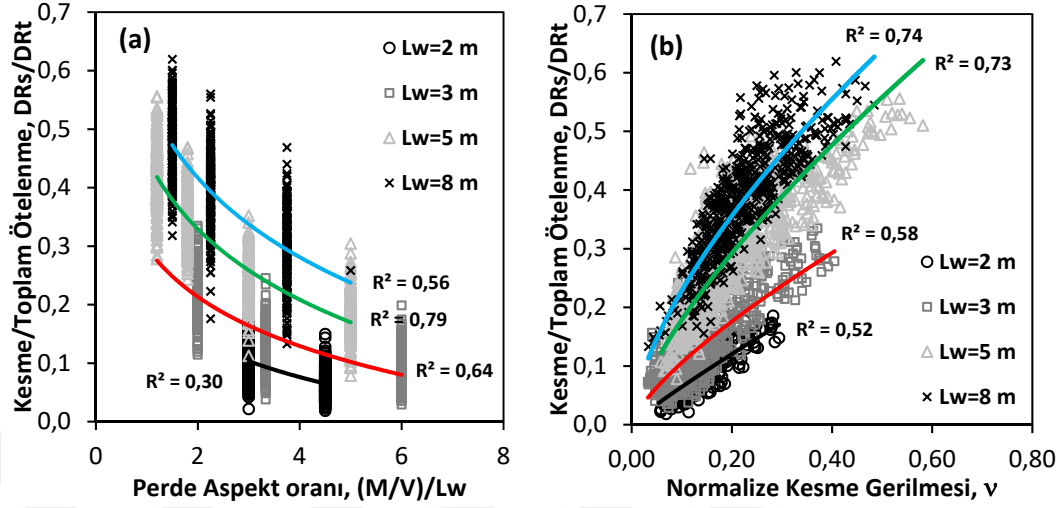 (a)
Kesme/Toplam Ötelenme, DRs/DRt
0,7
0,6
0,5
0,4
0,3
0,2
0,1
0,0
0
2
4
6
8
Perde Aspekt oranı, (M/V)/Lw
Lw=2 m
Lw=3 m
Lw=5 m
Lw=8 m
R² = 0,56
R² = 0,79
R² = 0,64
R² = 0,30
(b)
Kesme/Toplam Ötelenme, DRs/DRt
0,7
0,6
0,5
0,4
0,3
0,2
0,1
0,0
0,00
0,20
0,40
0,60
0,80
Normalize Kesme Gerilmesi, ν
R² = 0,74
R² = 0,73
R² = 0,58
R² = 0,52
Lw=2 m
Lw=3 m
Lw=5 m
Lw=8 m